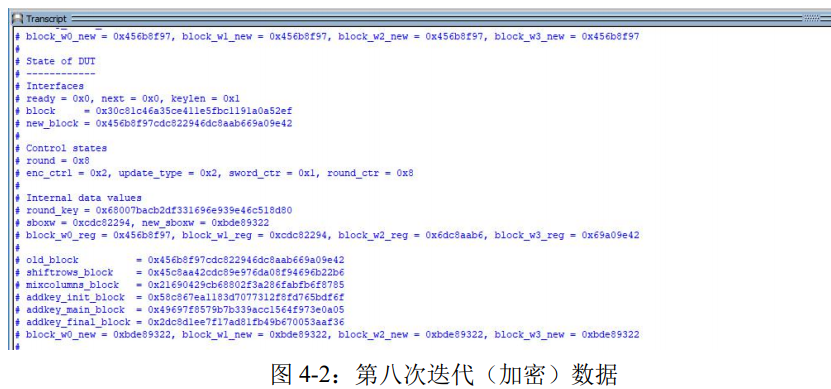 Transcript
# block_w0_new = 0x456b8f97, block_w1_new = 0x456b8f97, block_w2_new = 0x456b8f97, block_w3_new = 0x456b8f97
#
# State of DUT
# ------------
# Interfaces
# ready = 0x0, next = 0x0, keylen = 0x1
# block     = 0x30c81c46a35ce411e5fbc1191a0a52ef
# new_block = 0x456b8f97cdc822946dc8aab669a09e42
#
# Control states
# round = 0x8
# enc_ctrl = 0x2, update_type = 0x2, sword_ctr = 0x1, round_ctr = 0x8
#
# Internal data values
# round_key = 0x68007bacb2df331696e939e46c518d80
# sboxw = 0xcdc82294, new_sboxw = 0xbde89322
# block_w0_reg = 0x456b8f97, block_w1_reg = 0xcdc82294, block_w2_reg = 0x6dc8aab6, block_w3_reg = 0x69a09e42
#
# old_block            = 0x456b8f97cdc822946dc8aab669a09e42
# shiftrows_block    = 0x45c8aa42cdc89e976da08f94696b22b6
# mixcolumns_block   = 0x21690429cb68802f3a286fabfb6f8785
# addkey_init_block  = 0x58c867ea1183d7077312f8fd765bdf6f
# addkey_main_block  = 0x49697f8579b7b339acc1564f973e0a05
# addkey_final_block = 0x2dc8d1ee7f17ad81fb49b670053aaf36
# block_w0_new = 0xbde89322, block_w1_new = 0xbde89322, block_w2_new = 0xbde89322, block_w3_new = 0xbde89322
#
图 4-2：第八次迭代（加密）数据